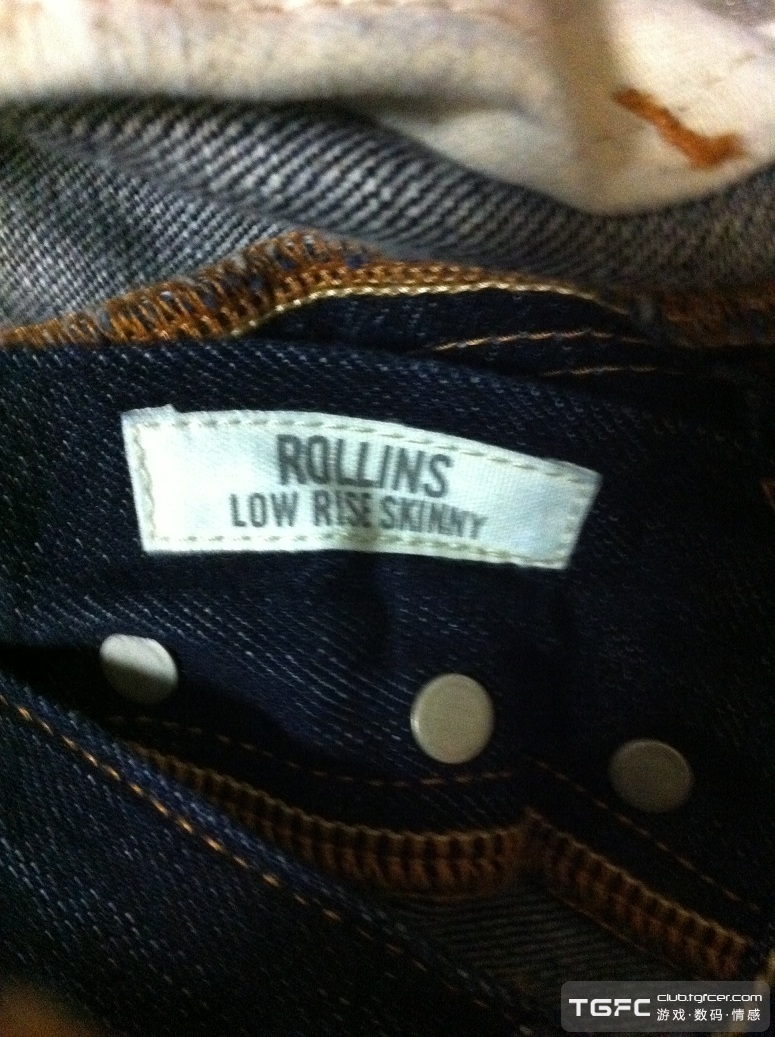 ROLLINS
LOW RISE SKINNY
TGFC club.tgfcer.com
游戏·数码·情感